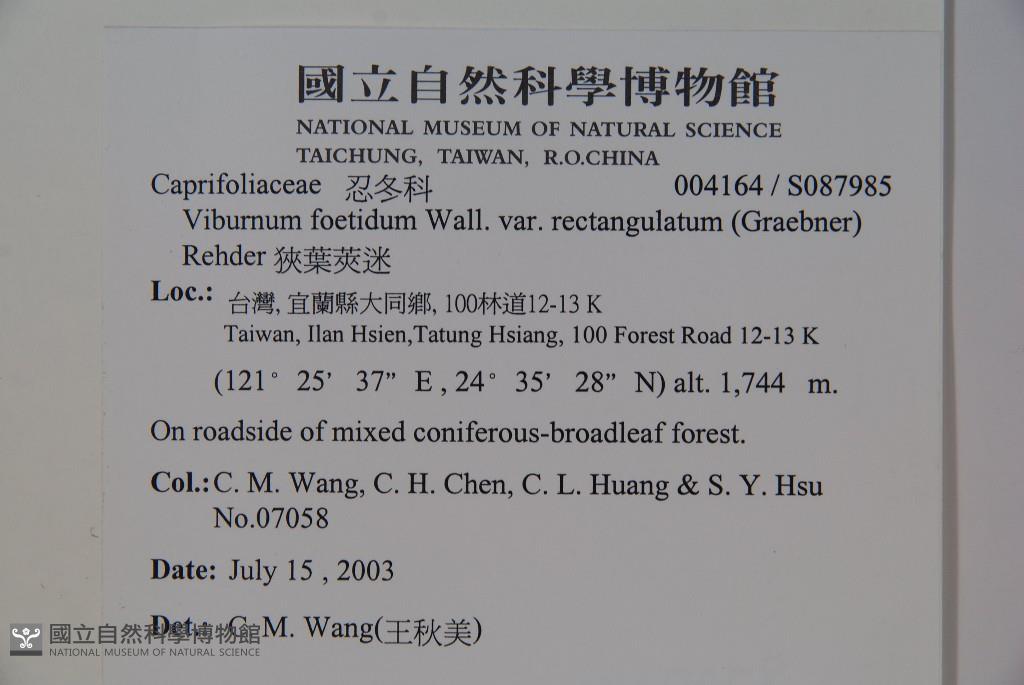 國立自然科學博物館
NATIONAL MUSEUM OF NATURAL SCIENCE
TAICHUNG, TAIWAN, R.O.CHINA
Caprifoliaceae 忍冬科 004164 / S087985
Viburnum foetidum Wall. var. rectangulatum (Graebner)
Rehder 狹葉莢迷
Loc.: 台灣, 宜蘭縣大同鄉, 100林道12-13 K
Taiwan, Ilan Hsien,Tatung Hsiang, 100 Forest Road 12-13 K
(121° 25’ 37” E , 24° 35’ 28” N) alt. 1,744 m.
On roadside of mixed coniferous-broadleaf forest.
Col.: C. M. Wang, C. H. Chen, C. L. Huang & S. Y. Hsu
No.07058
Date: July 15 , 2003
Det.: C. M. Wang(王秋美)
國立自然科學博物館
NATIONAL MUSEUM OF NATURAL SCIENCE